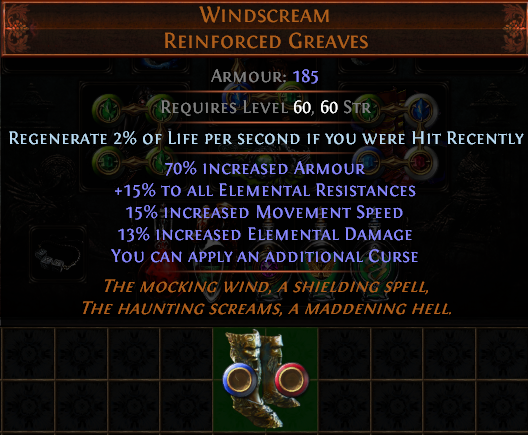 Windscream
Reinforced Greaves
Armour: 185
Requires Level 60, 60 Str
Regenerate 2% of Life per second if you were Hit Recently
70% increased Armour
+15% to all Elemental Resistances
15% increased Movement Speed
13% increased Elemental Damage
You can apply an additional Curse
The mocking wind, a shielding spell,
The haunting screams, a maddening hell.